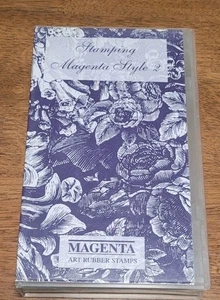 Stamping
Magenta Style 2
MAGENTA
ART RUBBER STAMPS